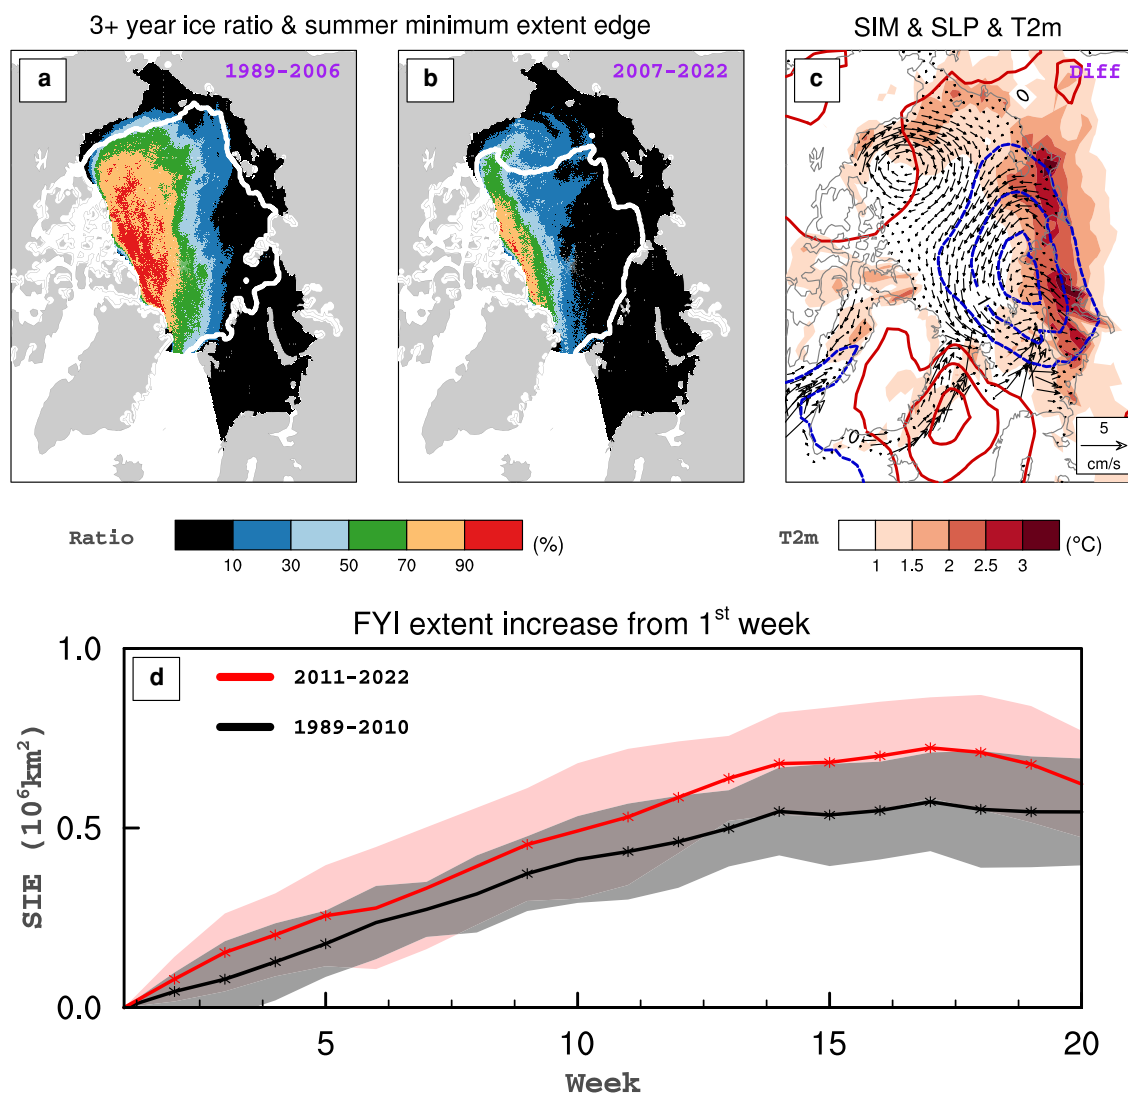 3+ year ice ratio & summer minimum extent edge
SIM & SLP & T2m
a
1989-2006
b
2007-2022
c
Diff
0
0
5
cm/s
Ratio
10 30 50 70 90
(%)
T2m
1 1.5 2 2.5 3
(°C)
FYI extent increase from 1st week
d
2011-2022
1989-2010
1.0
0.5
0.0
SIE (10⁶km²)
5 10 15 20
Week